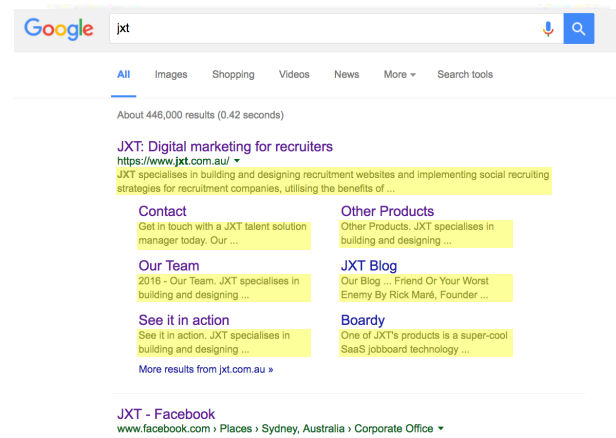 Google jxt
All Images Shopping Videos News More Search tools
About 446,000 results (0.42 seconds)
JXT: Digital marketing for recruiters
https://www.jxt.com.au/
JXT specialises in building and designing recruitment websites and implementing social recruiting
strategies for recruitment companies, utilising the benefits of ...
Contact
Get in touch with a JXT talent solution
manager today. Our ...
Other Products
Other Products. JXT specialises in
building and designing ...
Our Team
2016 - Our Team. JXT specialises in
building and designing ...
JXT Blog
Our Blog ... Friend Or Your Worst
Enemy By Rick Maré, Founder ...
See it in action
See it in action. JXT specialises in
building and designing ...
Boardy
One of JXT's products is a super-cool
SaaS jobboard technology ...
More results from jxt.com.au »
JXT - Facebook
www.facebook.com › Places › Sydney, Australia › Corporate Office